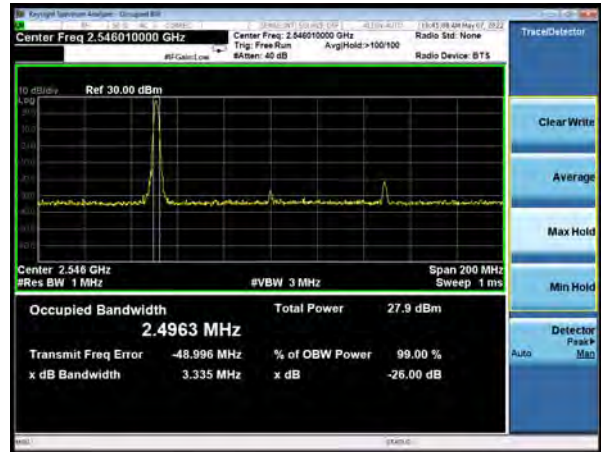 Keysight Spectrum Analyzer - Occupied BW
Center Freq 2.546010000 GHz
#IFGain:Low
Center Freq: 2.546010000 GHz
Trig: Free Run Avg|Hold:>100/100
#Atten: 40 dB
Radio Std: None
Radio Device: BTS
Trace/Detector
10 dB/div Ref 30.00 dBm
Log
Clear Write
Average
Max Hold
Min Hold
Center 2.546 GHz
#Res BW 1 MHz
#VBW 3 MHz
Span 200 MHz
Sweep 1 ms
Occupied Bandwidth
2.4963 MHz
Total Power 27.9 dBm
Transmit Freq Error -48.996 MHz
% of OBW Power 99.00 %
x dB Bandwidth 3.335 MHz
x dB -26.00 dB
Detector
Peak▶
Auto Man
MSG
STATUS